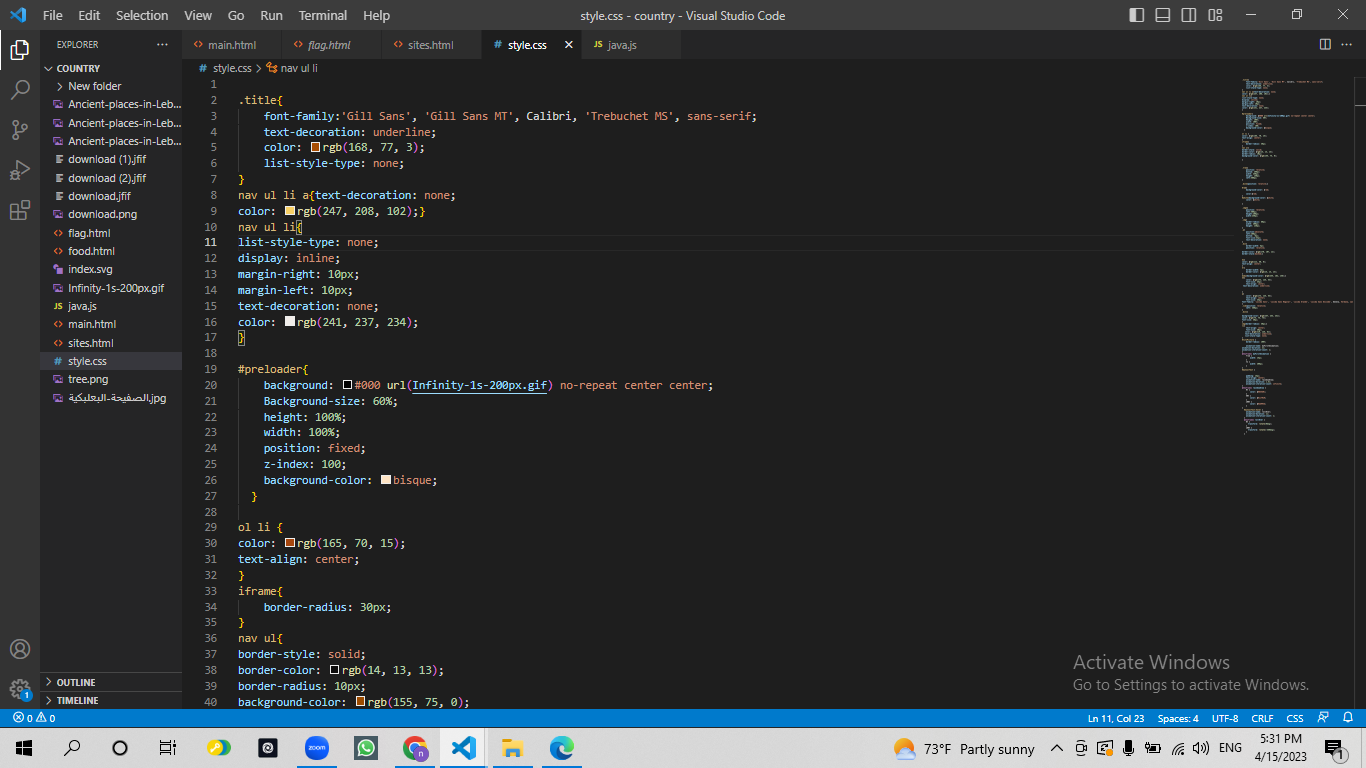 File Edit Selection View Go Run Terminal Help style.css - country - Visual Studio Code
EXPLORER
COUNTRY
New folder
Ancient-places-in-Leb...
Ancient-places-in-Leb...
Ancient-places-in-Leb...
download (1).jfif
download (2).jfif
download.jfif
download.png
flag.html
food.html
index.svg
Infinity-1s-200px.gif
JS java.js
main.html
sites.html
# style.css
tree.png
الصفيحة-البعلبكية.jpg
OUTLINE
TIMELINE
main.html flag.html sites.html # style.css JS java.js
# style.css > nav ul li
1
2 .title{
3 font-family:'Gill Sans', 'Gill Sans MT', Calibri, 'Trebuchet MS', sans-serif;
4 text-decoration: underline;
5 color: rgb(168, 77, 3);
6 list-style-type: none;
7 }
8 nav ul li a{text-decoration: none;
9 color: rgb(247, 208, 102);}
10 nav ul li{
11 list-style-type: none;
12 display: inline;
13 margin-right: 10px;
14 margin-left: 10px;
15 text-decoration: none;
16 color: rgb(241, 237, 234);
17 }
18
19 #preloader{
20 background: #000 url(Infinity-1s-200px.gif) no-repeat center center;
21 Background-size: 60%;
22 height: 100%;
23 width: 100%;
24 position: fixed;
25 z-index: 100;
26 background-color: bisque;
27 }
28
29 ol li {
30 color: rgb(165, 70, 15);
31 text-align: center;
32 }
33 iframe{
34 border-radius: 30px;
35 }
36 nav ul{
37 border-style: solid;
38 border-color: rgb(14, 13, 13);
39 border-radius: 10px;
40 background-color: rgb(155, 75, 0);
Activate Windows
Go to Settings to activate Windows.
0 0 Ln 11, Col 23 Spaces: 4 UTF-8 CRLF CSS
1
zoom n 73°F Partly sunny ENG 5:31 PM
4/15/2023
1